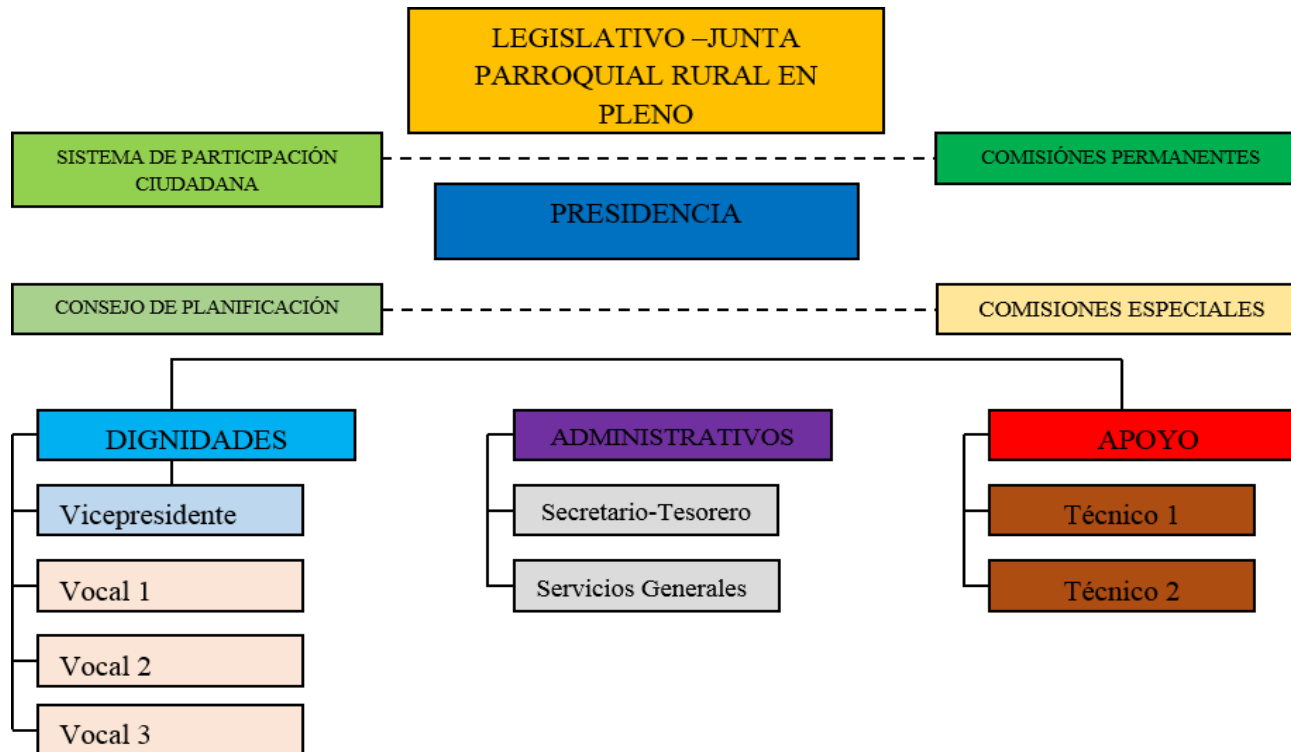 LEGISLATIVO –JUNTA
PARROQUIAL RURAL EN
PLENO
SISTEMA DE PARTICIPACIÓN
CIUDADANA
COMISIÓNES PERMANENTES
PRESIDENCIA
CONSEJO DE PLANIFICACIÓN
COMISIONES ESPECIALES
DIGNIDADES
Vicepresidente
Vocal 1
Vocal 2
Vocal 3
ADMINISTRATIVOS
Secretario-Tesorero
Servicios Generales
APOYO
Técnico 1
Técnico 2